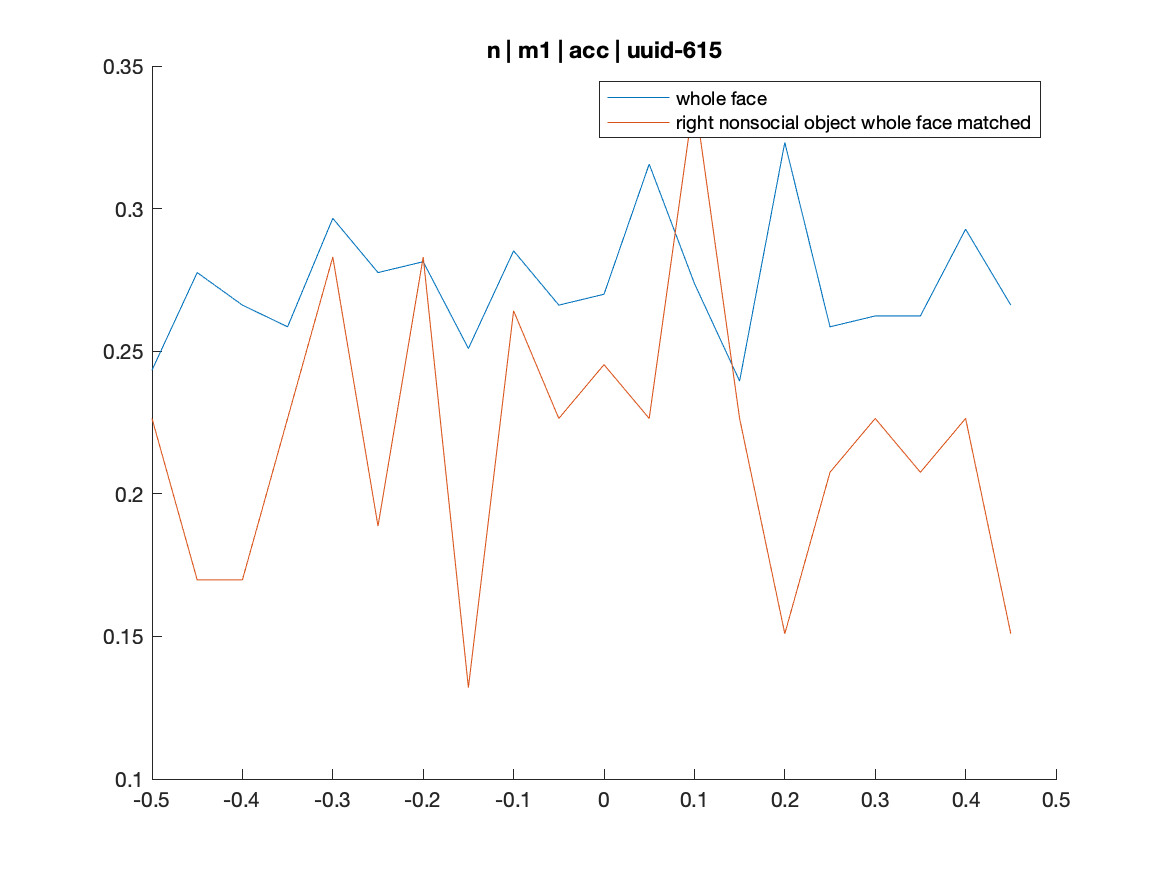 n | m1 | acc | uuid-615
whole face
right nonsocial object whole face matched
0.35
0.3
0.25
0.2
0.15
0.1
-0.5 -0.4 -0.3 -0.2 -0.1 0 0.1 0.2 0.3 0.4 0.5